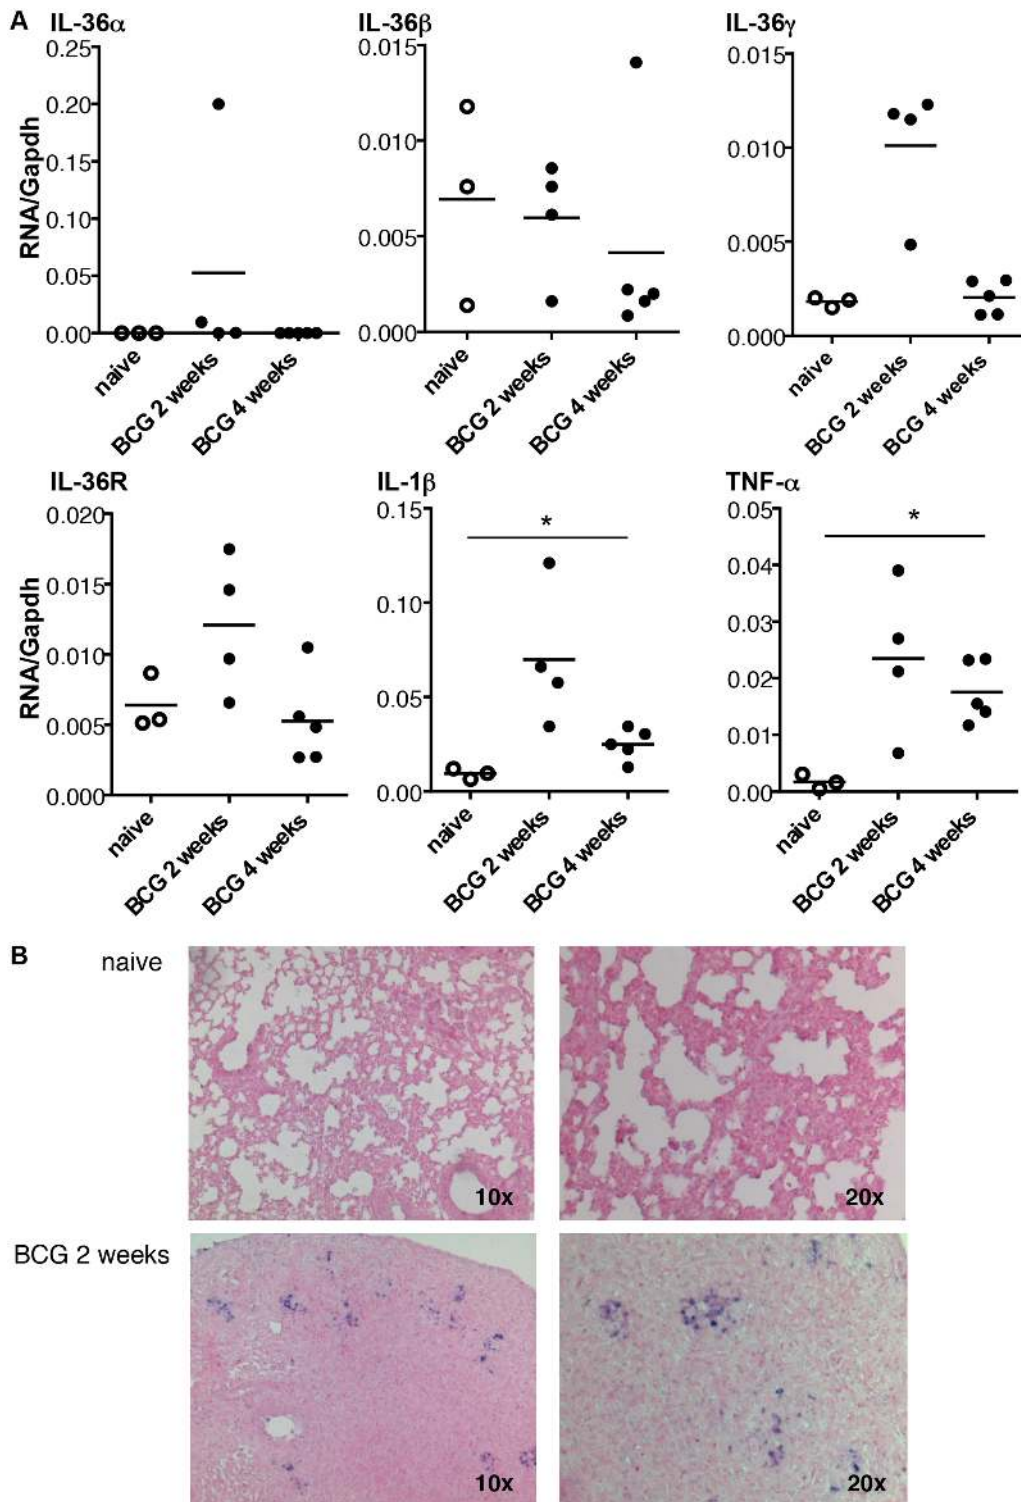 A
IL-36α
RNA/Gapdh
0.25
0.20
0.15
0.10
0.05
0.00
naive
BCG 2 weeks
BCG 4 weeks
IL-36β
0.015
0.010
0.005
0.000
naive
BCG 2 weeks
BCG 4 weeks
IL-36γ
0.015
0.010
0.005
0.000
naive
BCG 2 weeks
BCG 4 weeks
IL-36R
RNA/Gapdh
0.020
0.015
0.010
0.005
0.000
naive
BCG 2 weeks
BCG 4 weeks
IL-1β
0.15
0.10
0.05
0.00
*
naive
BCG 2 weeks
BCG 4 weeks
TNF-α
0.05
0.04
0.03
0.02
0.01
0.00
*
naive
BCG 2 weeks
BCG 4 weeks
B
naive
10x
20x
BCG 2 weeks
10x
20x